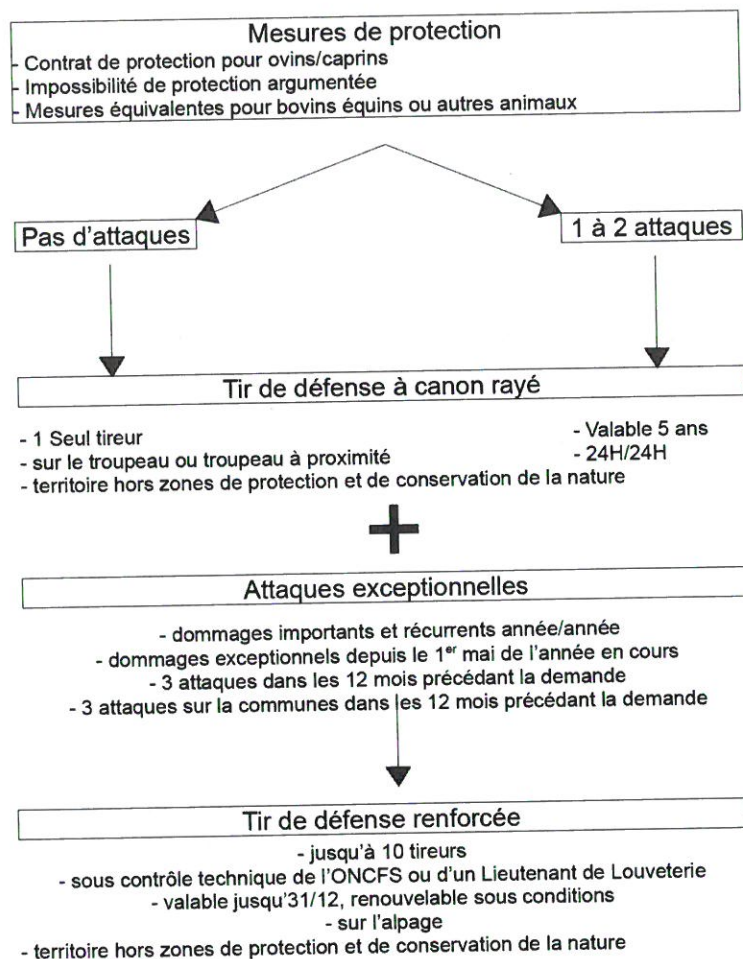 Mesures de protection
- Contrat de protection pour ovins/caprins
- Impossibilité de protection argumentée
- Mesures équivalentes pour bovins équins ou autres animaux
Pas d'attaques
1 à 2 attaques
Tir de défense à canon rayé
- 1 Seul tireur
- sur le troupeau ou troupeau à proximité
- territoire hors zones de protection et de conservation de la nature
- Valable 5 ans
- 24H/24H
+
Attaques exceptionnelles
- dommages importants et récurrents année/année
- dommages exceptionnels depuis le 1er mai de l'année en cours
- 3 attaques dans les 12 mois précédant la demande
- 3 attaques sur la communes dans les 12 mois précédant la demande
Tir de défense renforcée
- jusqu'à 10 tireurs
- sous contrôle technique de l'ONCFS ou d'un Lieutenant de Louveterie
- valable jusqu'31/12, renouvelable sous conditions
- sur l'alpage
- territoire hors zones de protection et de conservation de la nature